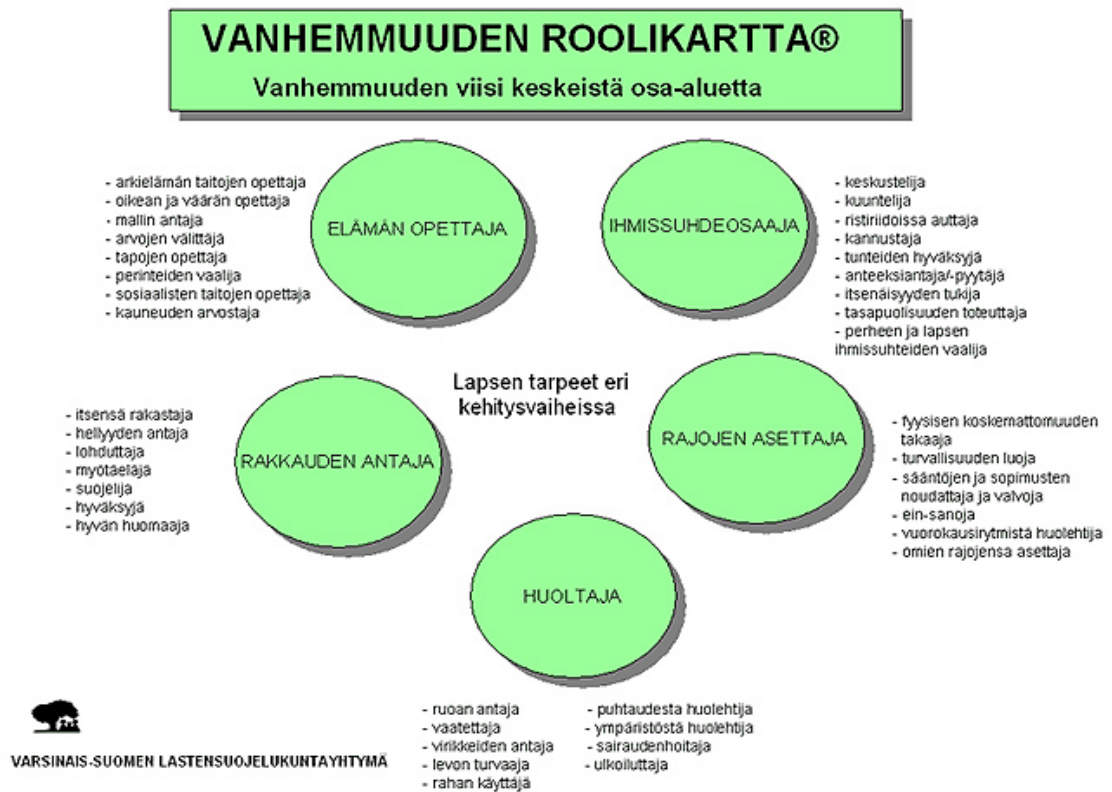 VANHEMMUUDEN ROOLIKARTTA®
Vanhemmuuden viisi keskeistä osa-aluetta
ELÄMÄN OPETTAJA
- arkielämän taitojen opettaja
- oikean ja väärän opettaja
- mallin antaja
- arvojen välittäjä
- tapojen opettaja
- perinteiden vaalija
- sosiaalisten taitojen opettaja
- kauneuden arvostaja
IHMISSUHDEOSAAJA
- keskustelija
- kuuntelija
- ristiriidoissa auttaja
- kannustaja
- tunteiden hyväksyjä
- anteeksiantaja/-pyytäjä
- itsenäisyyden tukija
- tasapuolisuuden toteuttaja
- perheen ja lapsen
ihmissuhteiden vaalija
Lapsen tarpeet eri
kehitysvaiheissa
RAKKAUDEN ANTAJA
- itsensä rakastaja
- hellyyden antaja
- lohduttaja
- myötäeläjä
- suojelija
- hyväksyjä
- hyvän huomaaja
RAJOJEN ASETTAJA
- fyysisen koskemattomuuden
takaaja
- turvallisuuden luoja
- sääntöjen ja sopimusten
noudattaja ja valvoja
- ein-sanoja
- vuorokausirytmistä huolehtija
- omien rajojensa asettaja
HUOLTAJA
- ruoan antaja
- vaatettaja
- virikkeiden antaja
- levon turvaaja
- rahan käyttäjä
- puhtaudesta huolehtija
- ympäristöstä huolehtija
- sairaudenhoitaja
- ulkoiluttaja
VARSINAIS-SUOMEN LASTENSUOJELUKUNTAYHTYMÄ